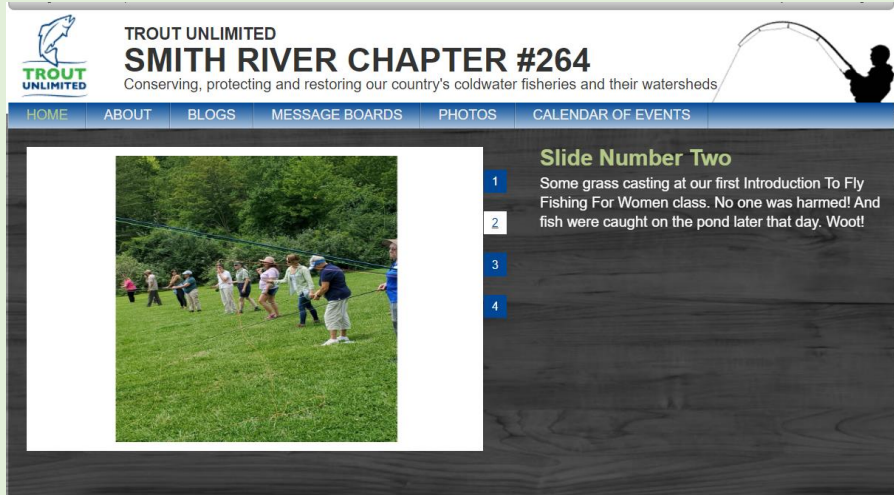 TROUT
UNLIMITED
TROUT UNLIMITED
SMITH RIVER CHAPTER #264
Conserving, protecting and restoring our country's coldwater fisheries and their watersheds
HOME ABOUT BLOGS MESSAGE BOARDS PHOTOS CALENDAR OF EVENTS
1
2
3
4
Slide Number Two
Some grass casting at our first Introduction To Fly
Fishing For Women class. No one was harmed! And
fish were caught on the pond later that day. Woot!